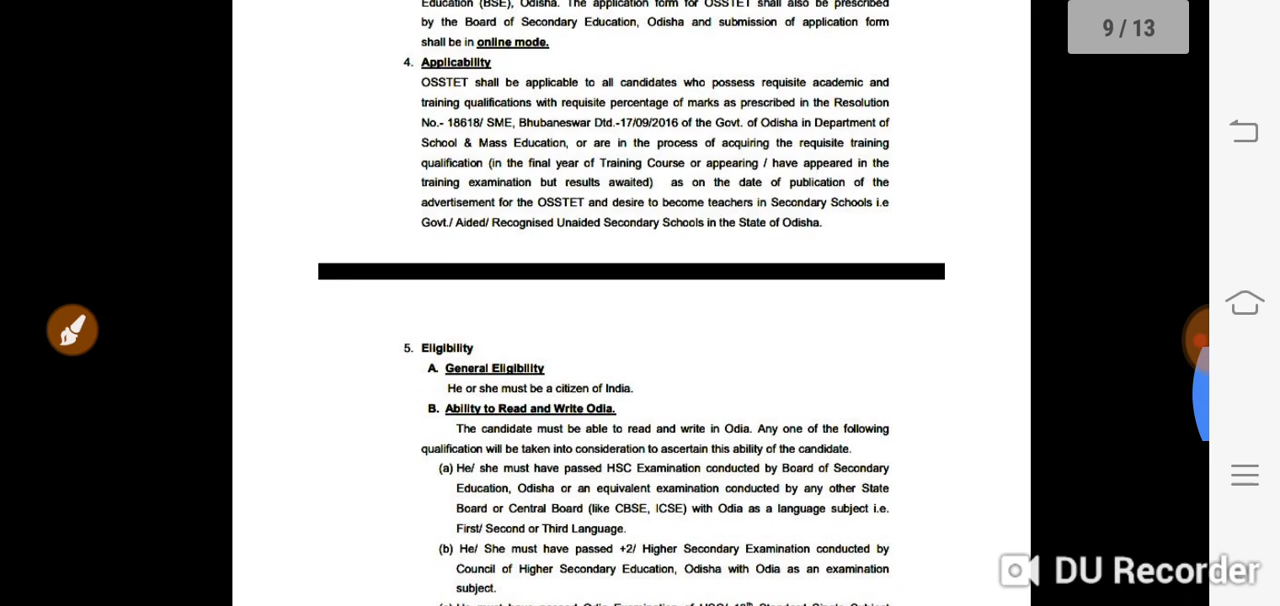 Education (BSE), Odisha. The application form for OSSTET shall also be prescribed
by the Board of Secondary Education, Odisha and submission of application form
shall be in online mode.
4. Applicability
OSSTET shall be applicable to all candidates who possess requisite academic and
training qualifications with requisite percentage of marks as prescribed in the Resolution
No.- 18618/ SME, Bhubaneswar Dtd.-17/09/2016 of the Govt. of Odisha in Department of
School & Mass Education, or are in the process of acquiring the requisite training
qualification (in the final year of Training Course or appearing / have appeared in the
training examination but results awaited) as on the date of publication of the
advertisement for the OSSTET and desire to become teachers in Secondary Schools i.e
Govt./ Aided/ Recognised Unaided Secondary Schools in the State of Odisha.
5. Eligibility
A. General Eligibility
He or she must be a citizen of India.
B. Ability to Read and Write Odia.
The candidate must be able to read and write in Odia. Any one of the following
qualification will be taken into consideration to ascertain this ability of the candidate.
(a) He/ she must have passed HSC Examination conducted by Board of Secondary
Education, Odisha or an equivalent examination conducted by any other State
Board or Central Board (like CBSE, ICSE) with Odia as a language subject i.e.
First/ Second or Third Language.
(b) He/ She must have passed +2/ Higher Secondary Examination conducted by
Council of Higher Secondary Education, Odisha with Odia as an examination
subject.
9 / 13
DU Recorder